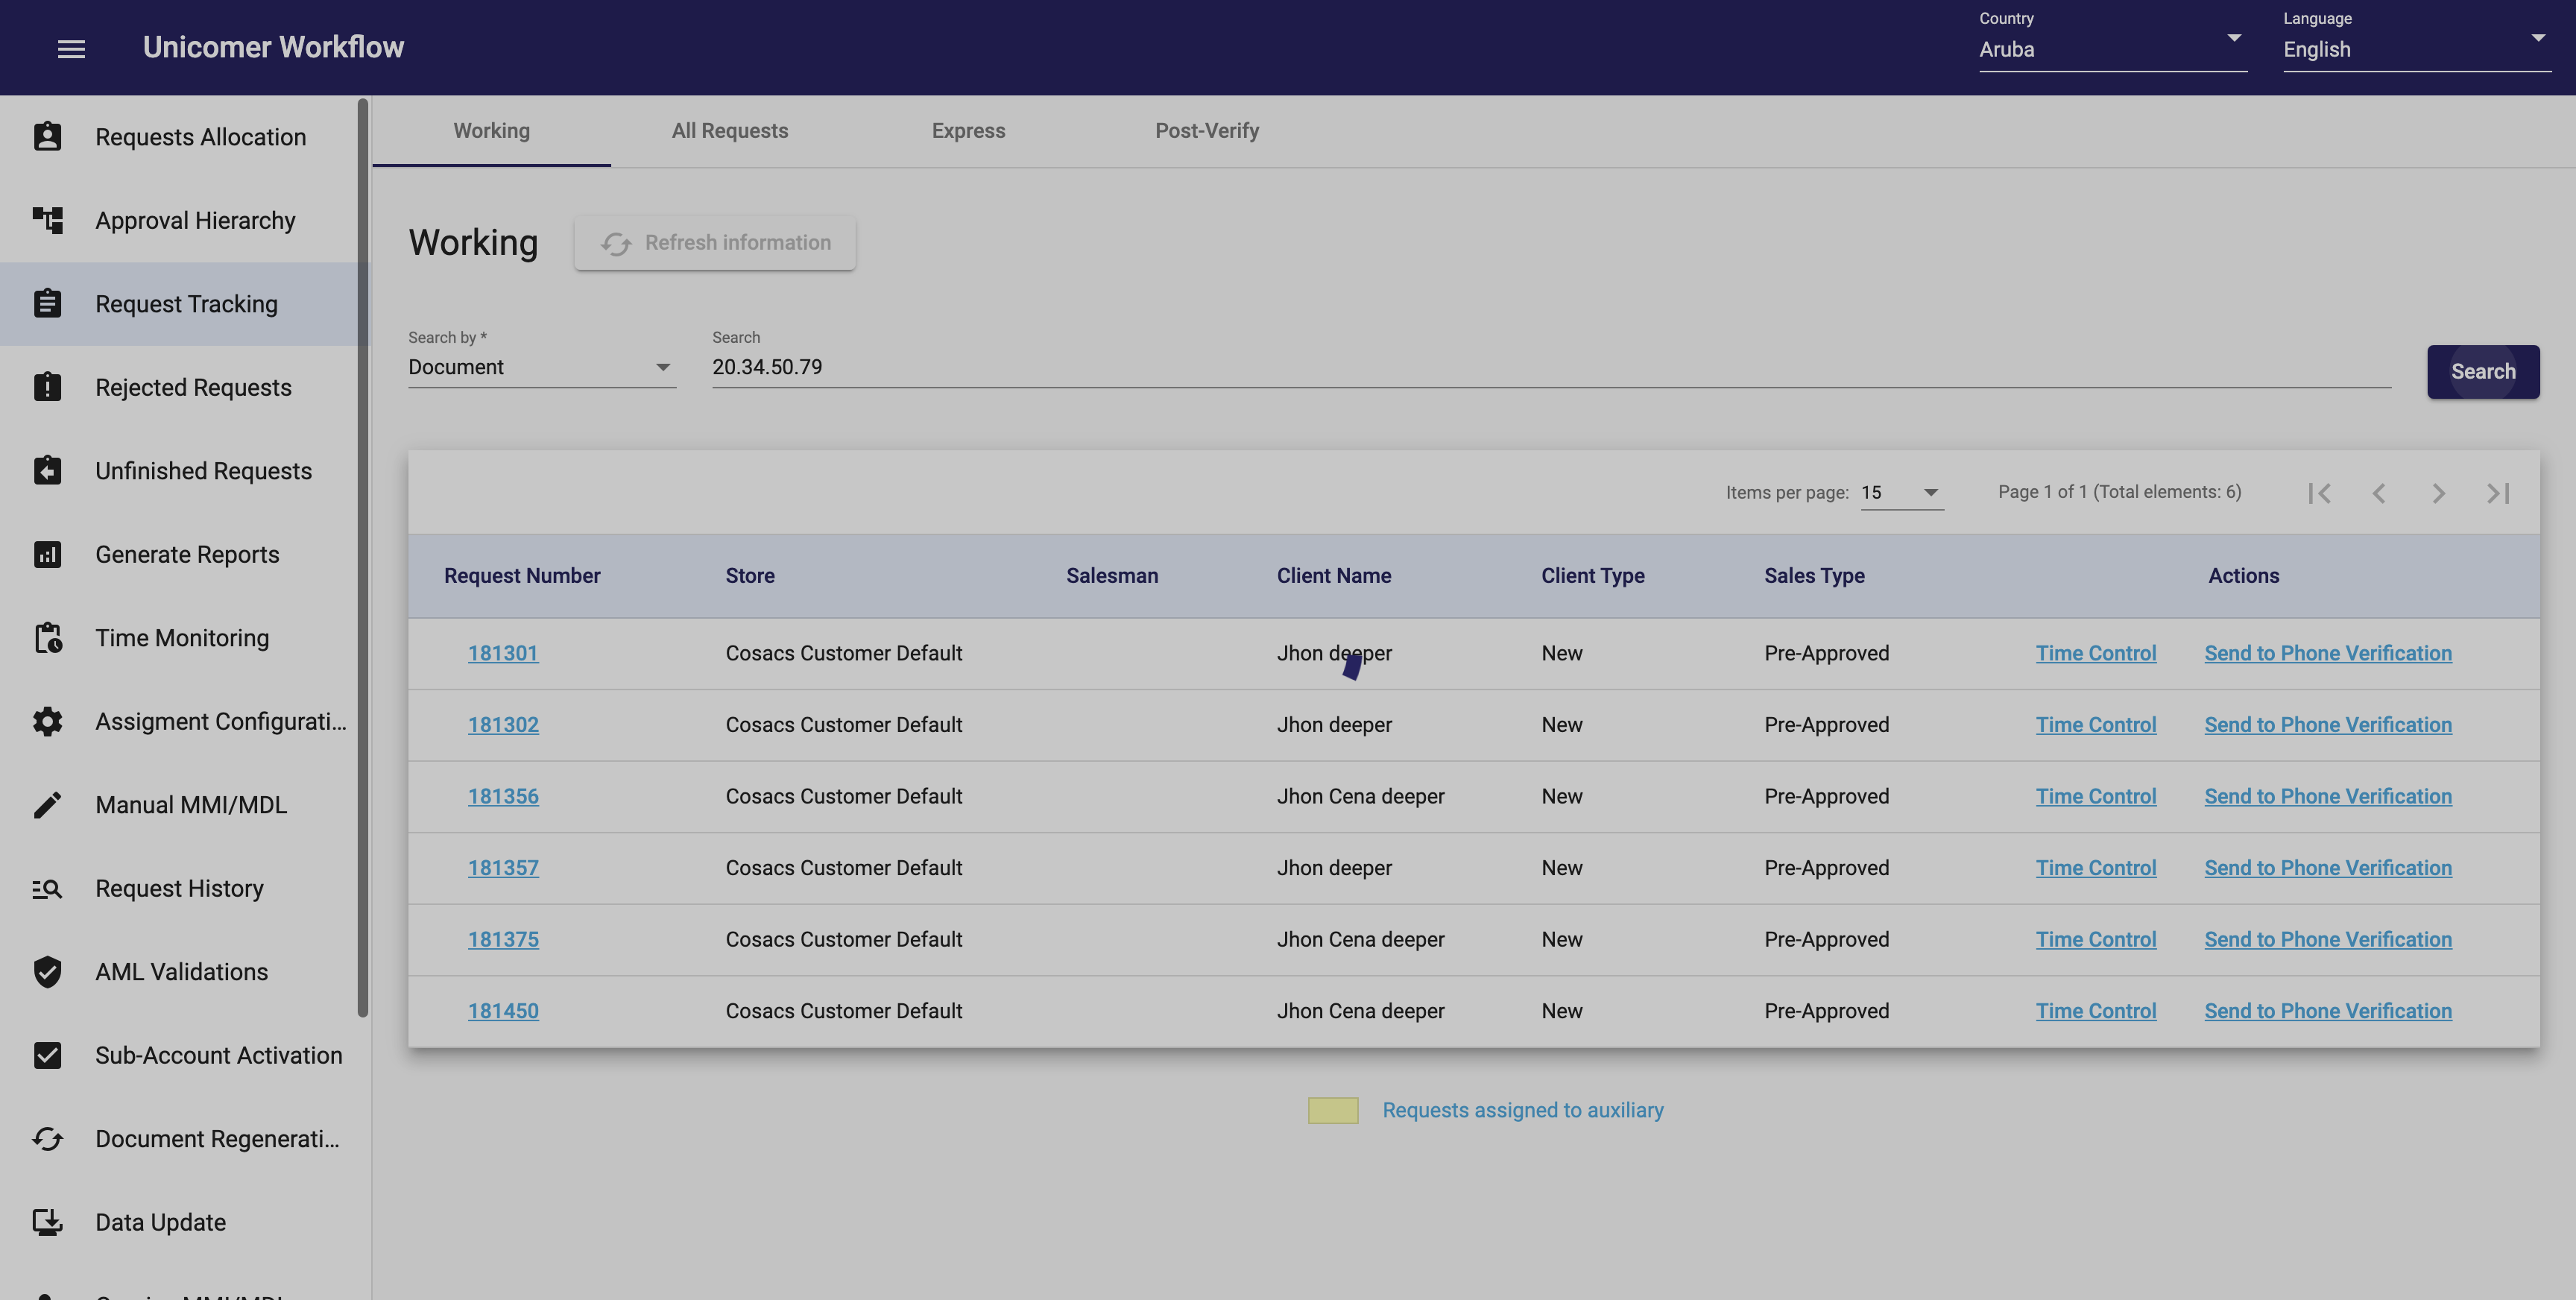 Unicomer Workflow
Country
Aruba
Language
English
Requests Allocation
Approval Hierarchy
Request Tracking
Rejected Requests
Unfinished Requests
Generate Reports
Time Monitoring
Assigment Configurati...
Manual MMI/MDL
Request History
AML Validations
Sub-Account Activation
Document Regenerati...
Data Update
Working All Requests Express Post-Verify
Working
Refresh information
Search by *
Document
Search
20.34.50.79
Search
Items per page: 15 Page 1 of 1 (Total elements: 6)
Request Number Store Salesman Client Name Client Type Sales Type Actions
181301 Cosacs Customer Default Jhon deeper New Pre-Approved Time Control Send to Phone Verification
181302 Cosacs Customer Default Jhon deeper New Pre-Approved Time Control Send to Phone Verification
181356 Cosacs Customer Default Jhon Cena deeper New Pre-Approved Time Control Send to Phone Verification
181357 Cosacs Customer Default Jhon deeper New Pre-Approved Time Control Send to Phone Verification
181375 Cosacs Customer Default Jhon Cena deeper New Pre-Approved Time Control Send to Phone Verification
181450 Cosacs Customer Default Jhon Cena deeper New Pre-Approved Time Control Send to Phone Verification
Requests assigned to auxiliary